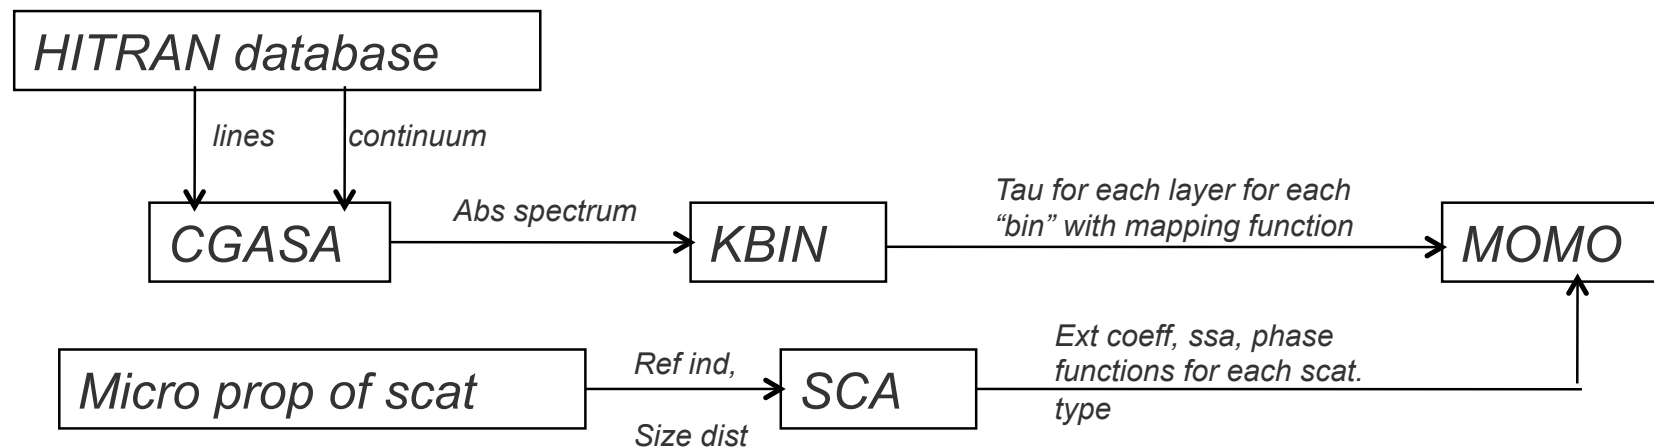 HITRAN database
lines
continuum
CGASA
Abs spectrum
KBIN
Tau for each layer for each
“bin” with mapping function
MOMO
Micro prop of scat
Ref ind,
Size dist
SCA
Ext coeff, ssa, phase
functions for each scat.
type